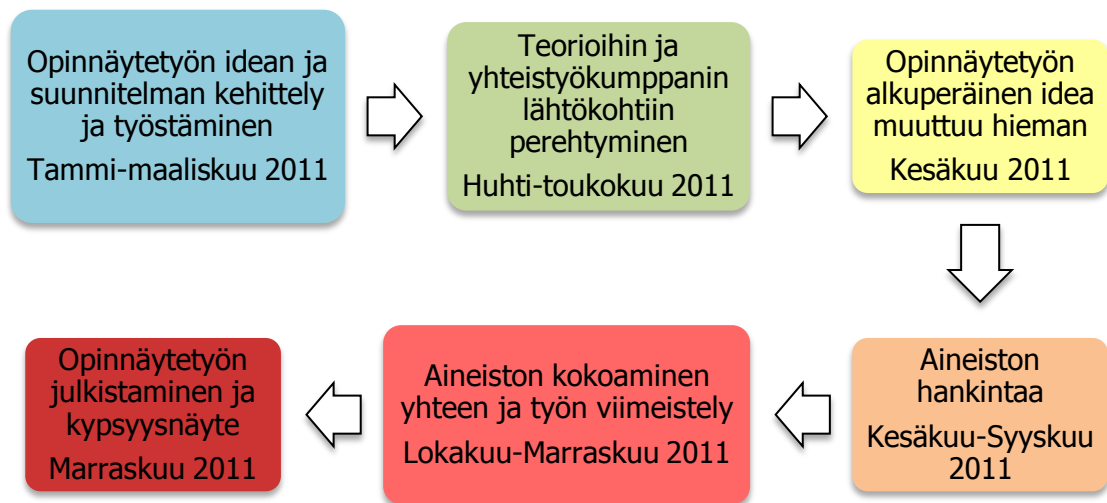 Opinnäytetyön idean ja
suunnitelman kehittely
ja työstäminen
Tammi-maaliskuu 2011
Teorioihin ja
yhteistyökumppanin
lähtökohtiin
perehtyminen
Huhti-toukokuu 2011
Opinnäytetyön
alkuperäinen idea
muuttuu hieman
Kesäkuu 2011
Aineiston
hankintaa
Kesäkuu-Syyskuu
2011
Aineiston kokoaminen
yhteen ja työn viimeistely
Lokakuu-Marraskuu 2011
Opinnäytetyön
julkistaminen ja
kypsyysnäyte
Marraskuu 2011